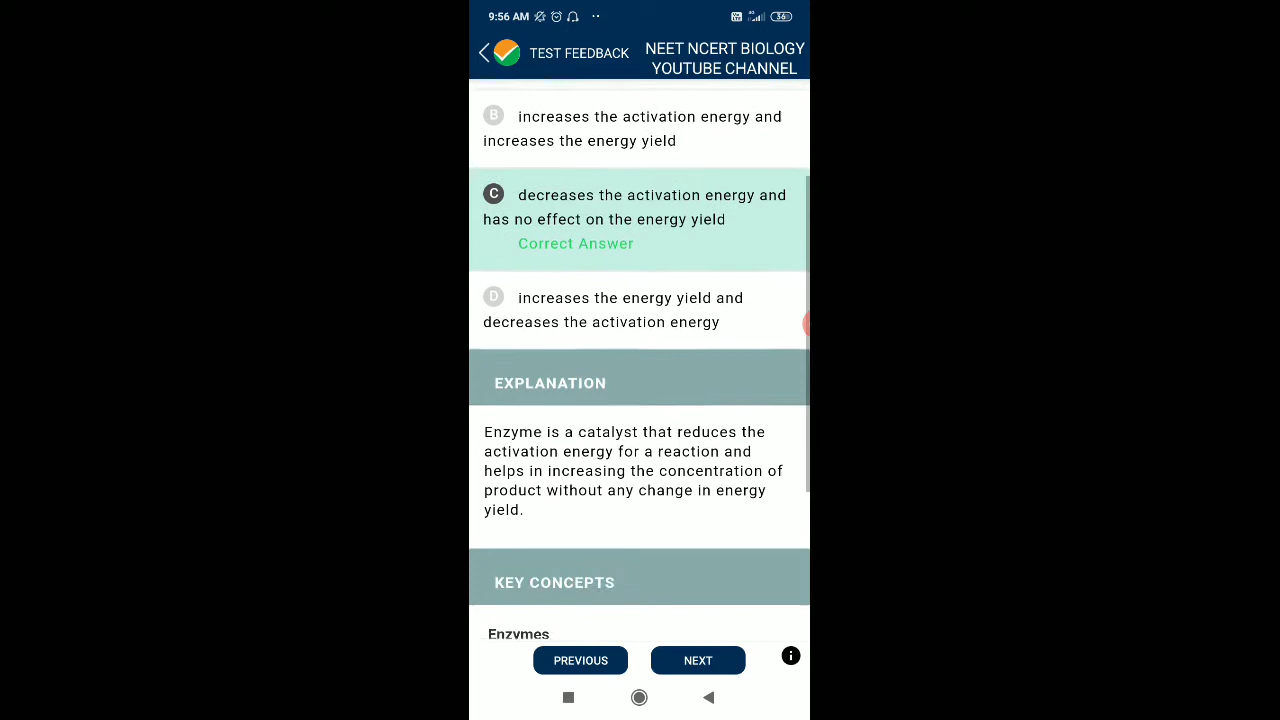 9:56 AM
4G
36
TEST FEEDBACK
NEET NCERT BIOLOGY
YOUTUBE CHANNEL
B increases the activation energy and
increases the energy yield
C decreases the activation energy and
has no effect on the energy yield
Correct Answer
D increases the energy yield and
decreases the activation energy
EXPLANATION
Enzyme is a catalyst that reduces the
activation energy for a reaction and
helps in increasing the concentration of
product without any change in energy
yield.
KEY CONCEPTS
Enzymes
PREVIOUS
NEXT